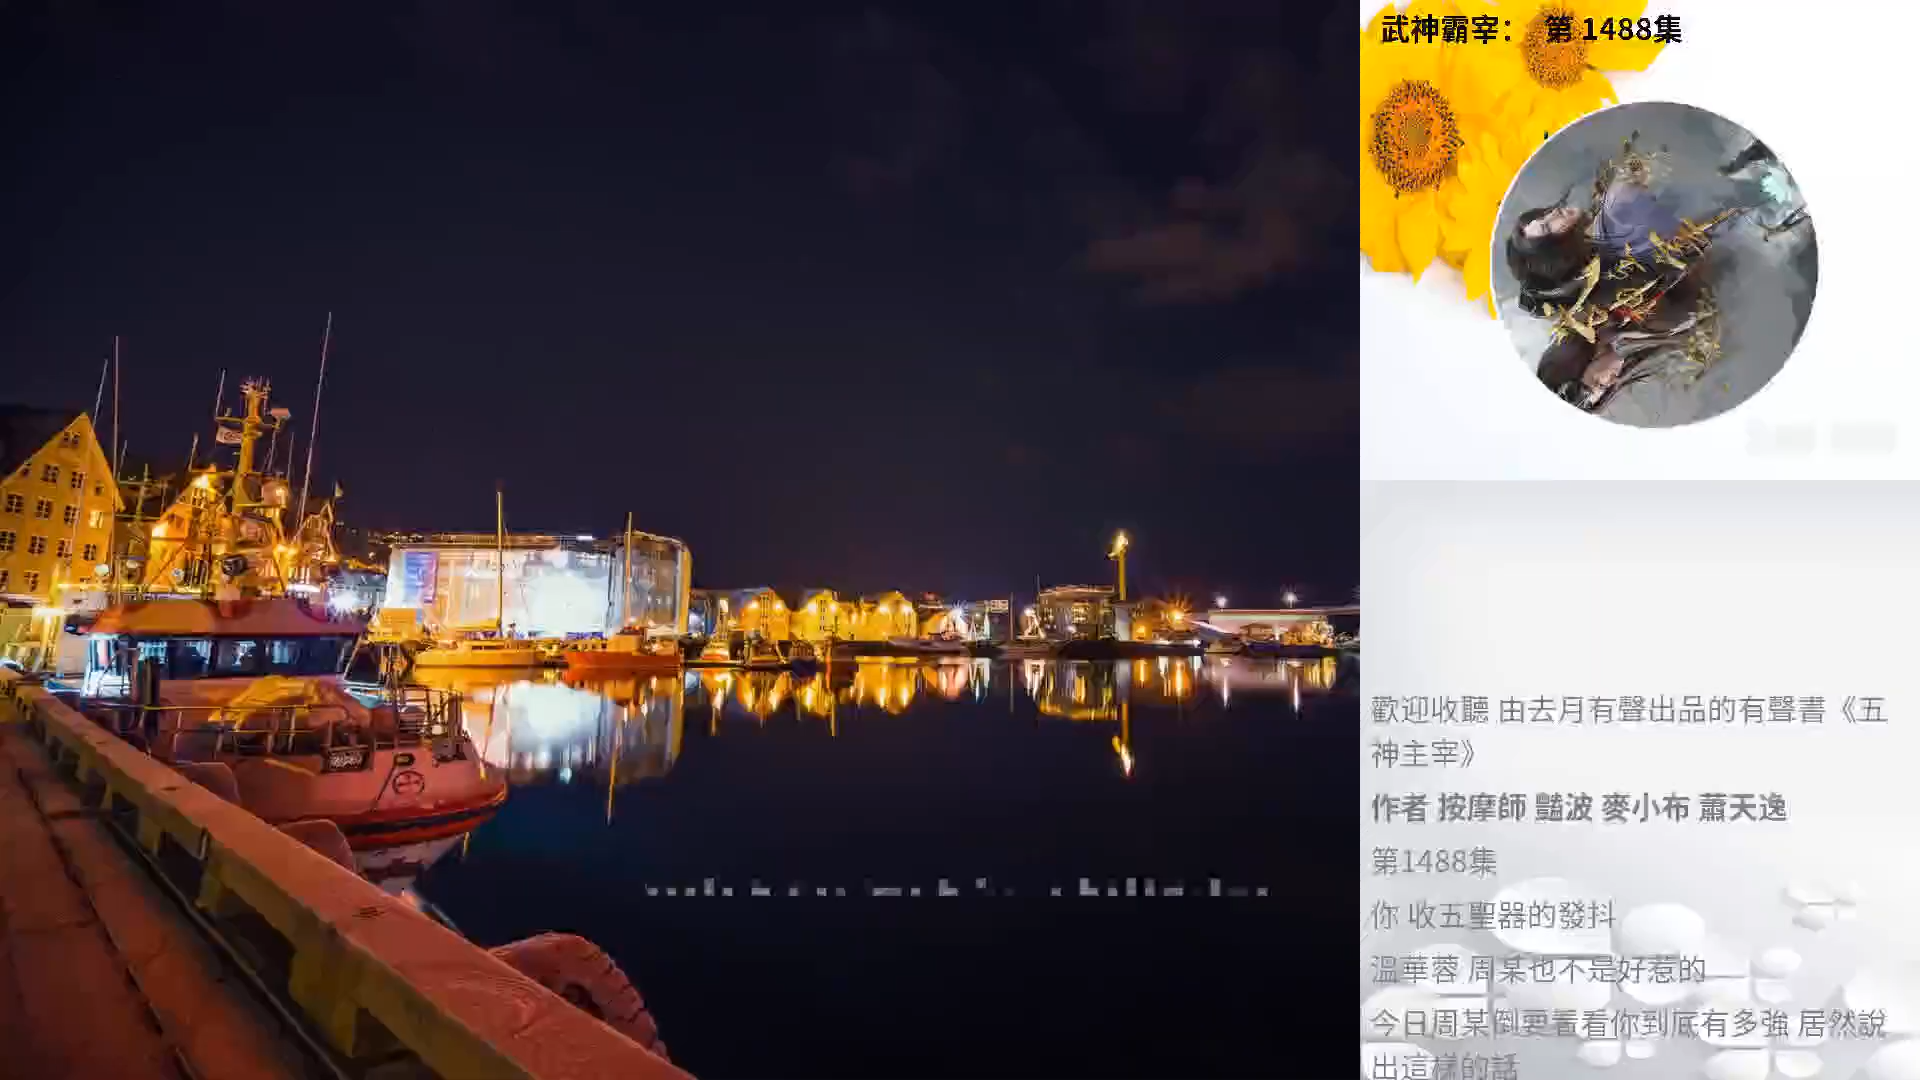 武神霸宰： 第 1488集
歡迎收聽 由去月有聲出品的有聲書《五
神主宰》
作者 按摩師 豔波 麥小布 蕭天逸
第1488集
你 收五聖器的發抖
溫華蓉 周某也不是好惹的
今日周某倒要看看你到底有多強 居然說
出這樣的話